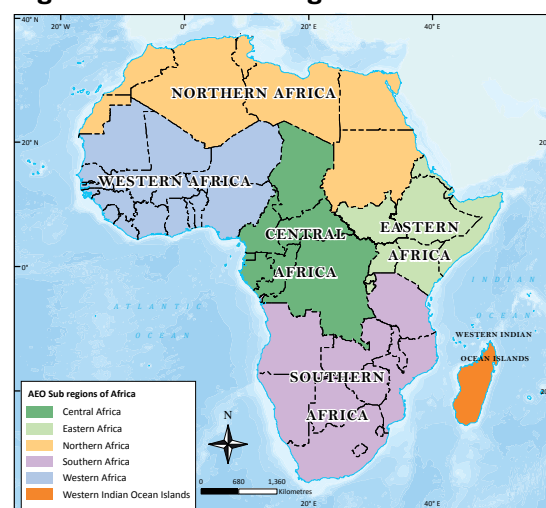 40° N
20° W
0°
20° E
40° E
NORTHERN AFRICA
20° N
20°
WESTERN AFRICA
CENTRAL
EASTERN
AFRICA
AFRICA
0°
0°
INDIAN
OCEAN
ATLANTIC
OCEAN
WESTERN INDIAN
OCEAN ISLANDS
SOUTHERN
AFRICA
AEO Sub regions of Africa
Central Africa
Eastern Africa
Northern Africa
Southern Africa
Western Africa
Western Indian Ocean Islands
N
0 680 1,360
Kilometres
20° E
40° E